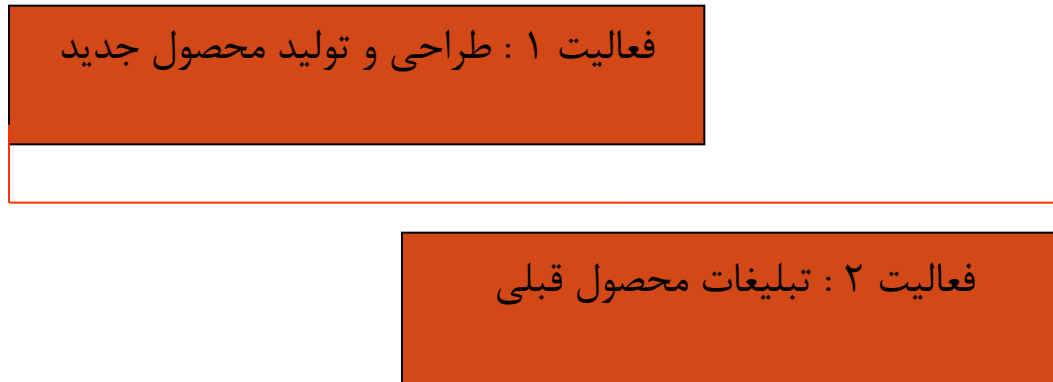 فعالیت ۱ : طراحی و تولید محصول جدید
فعالیت ۲ : تبلیغات محصول قبلی